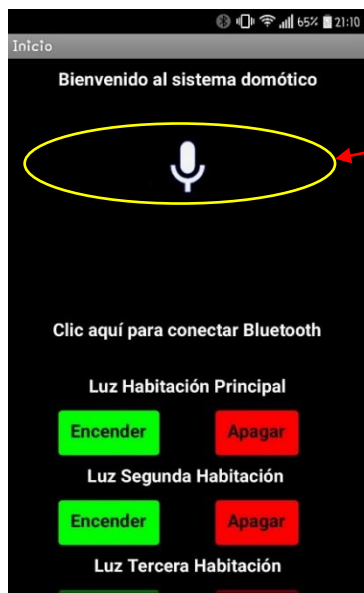 65% 21:10
Inicio
Bienvenido al sistema domótico
Clic aquí para conectar Bluetooth
Luz Habitación Principal
Encender Apagar
Luz Segunda Habitación
Encender Apagar
Luz Tercera Habitación